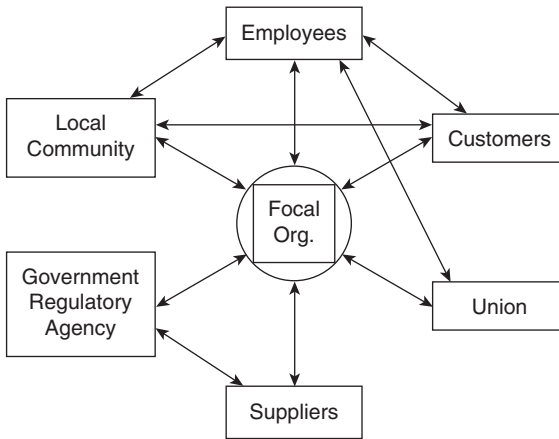 Employees
Local
Community
Customers
Focal
Org.
Government
Regulatory
Agency
Union
Suppliers